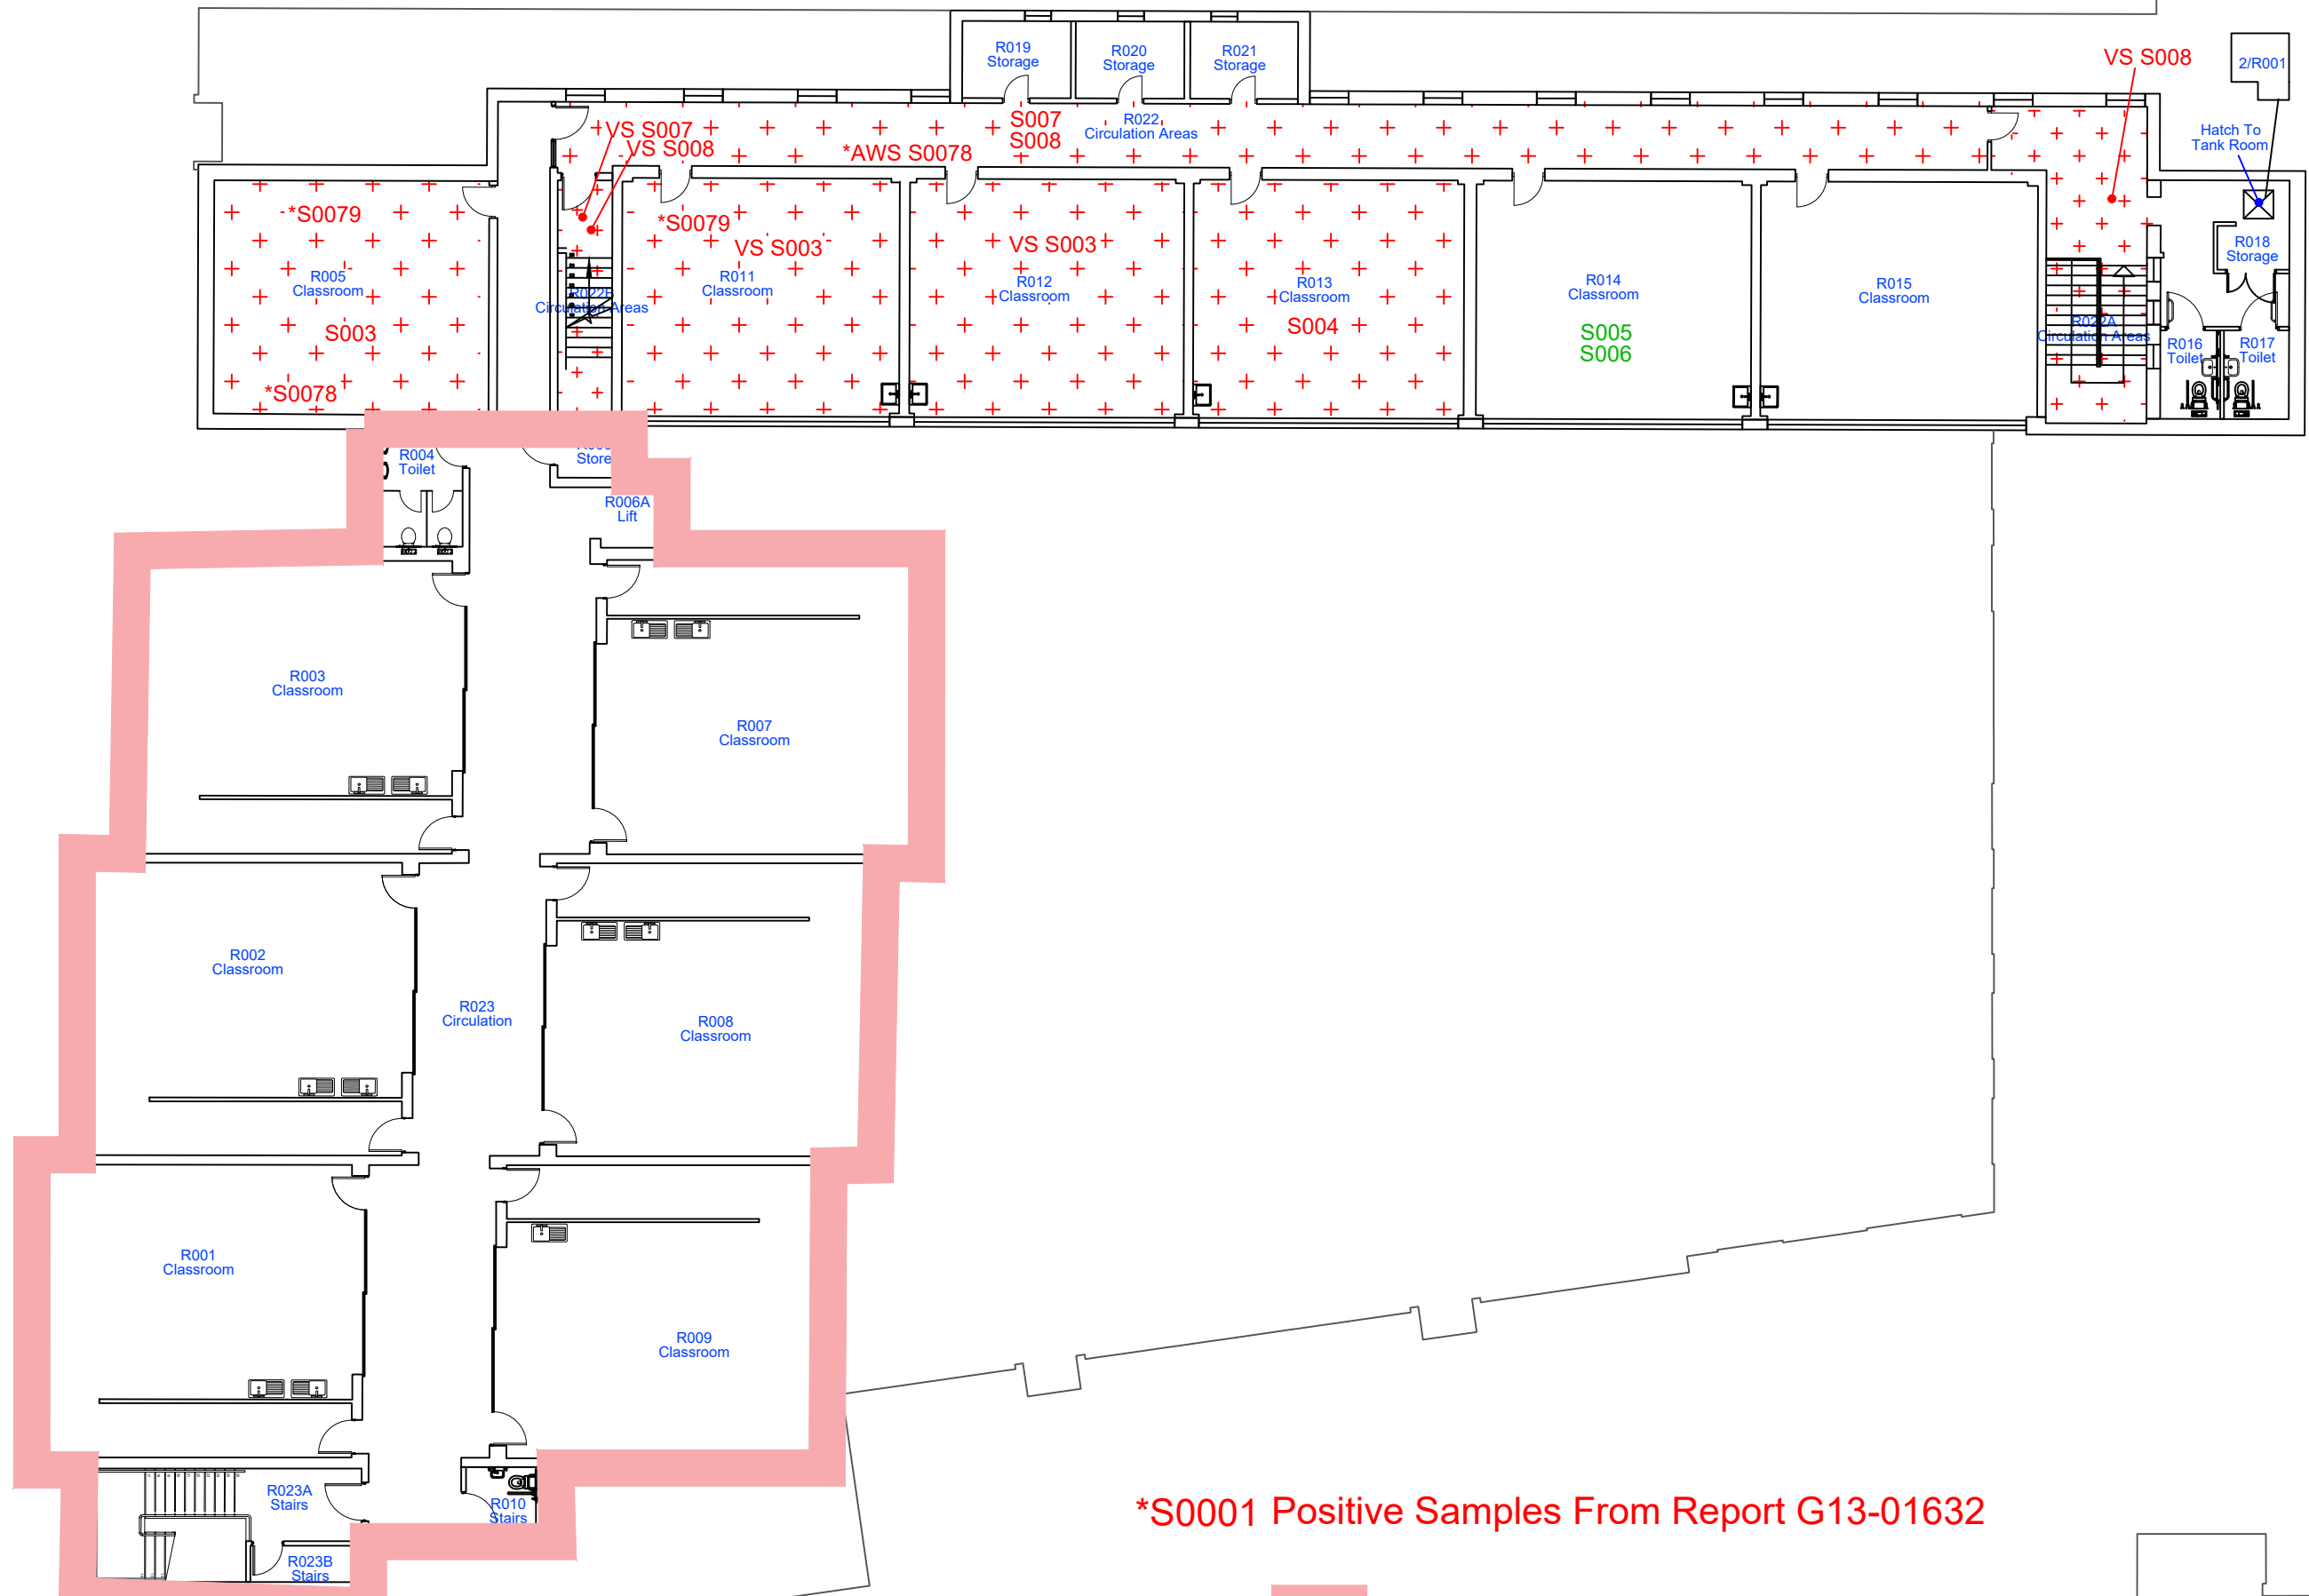 R019
Storage
R020
Storage
R021
Storage
VS S008
2/R001
Hatch To
Tank Room
VS S007
VS S008
*AWS S0078
S007
S008
R022
Circulation Areas
*S0079
R005
Classroom
S003
*S0078
R022B
Circulation Areas
*S0079
VS S003
R011
Classroom
VS S003
R012
Classroom
R013
Classroom
S004
R014
Classroom
S005
S006
R015
Classroom
R022A
Circulation Areas
R018
Storage
R016
Toilet
R017
Toilet
R004
Toilet
Store
R006A
Lift
R003
Classroom
R007
Classroom
R002
Classroom
R023
Circulation
R008
Classroom
R001
Classroom
R009
Classroom
R023A
Stairs
R010
Stairs
R023B
Stairs
*S0001 Positive Samples From Report G13-01632